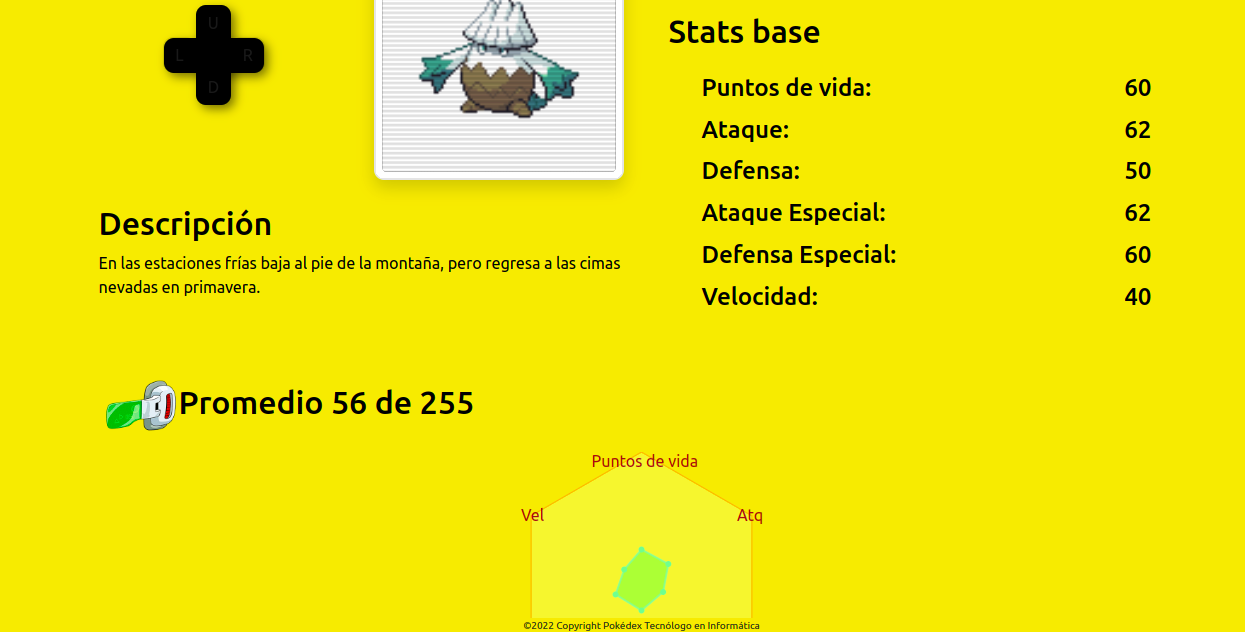 U
L R
D
Stats base
Puntos de vida: 60
Ataque: 62
Defensa: 50
Ataque Especial: 62
Defensa Especial: 60
Velocidad: 40
Descripción
En las estaciones frías baja al pie de la montaña, pero regresa a las cimas
nevadas en primavera.
Promedio 56 de 255
Puntos de vida
Vel Atq
©2022 Copyright Pokédex Tecnólogo en Informática